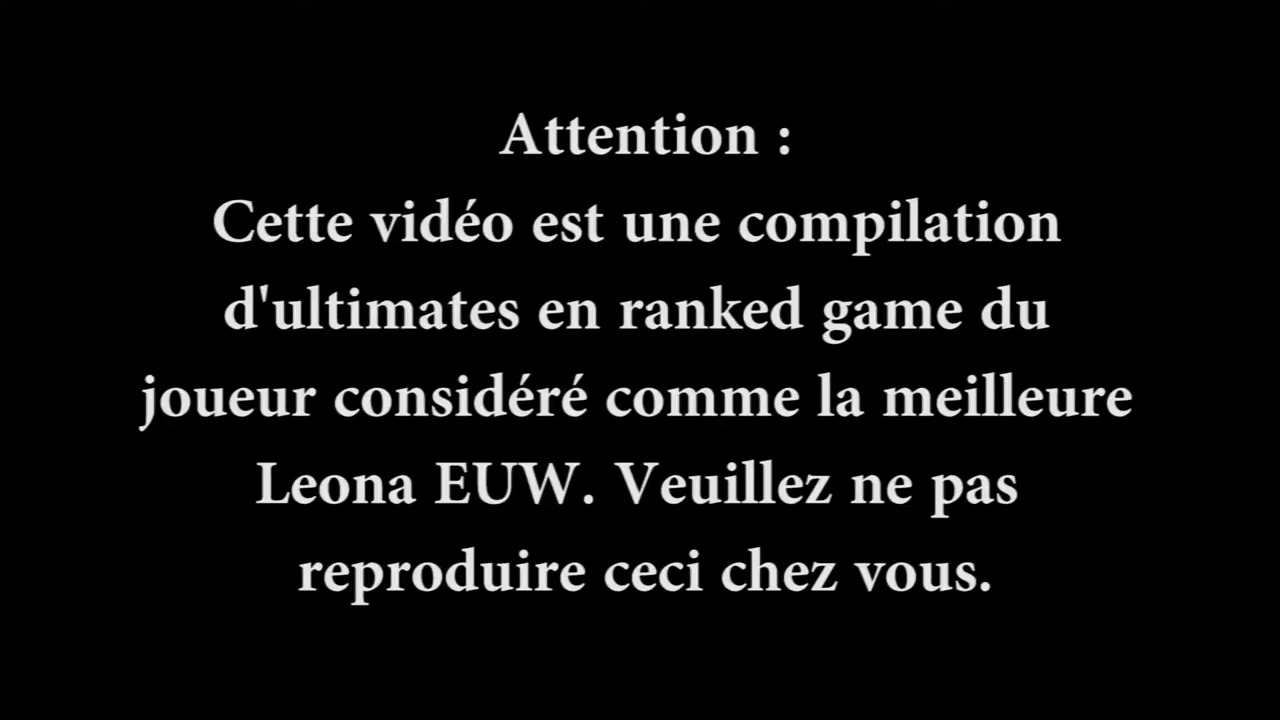 Attention :
Cette vidéo est une compilation
d'ultimates en ranked game du
joueur considéré comme la meilleure
Leona EUW. Veuillez ne pas
reproduire ceci chez vous.